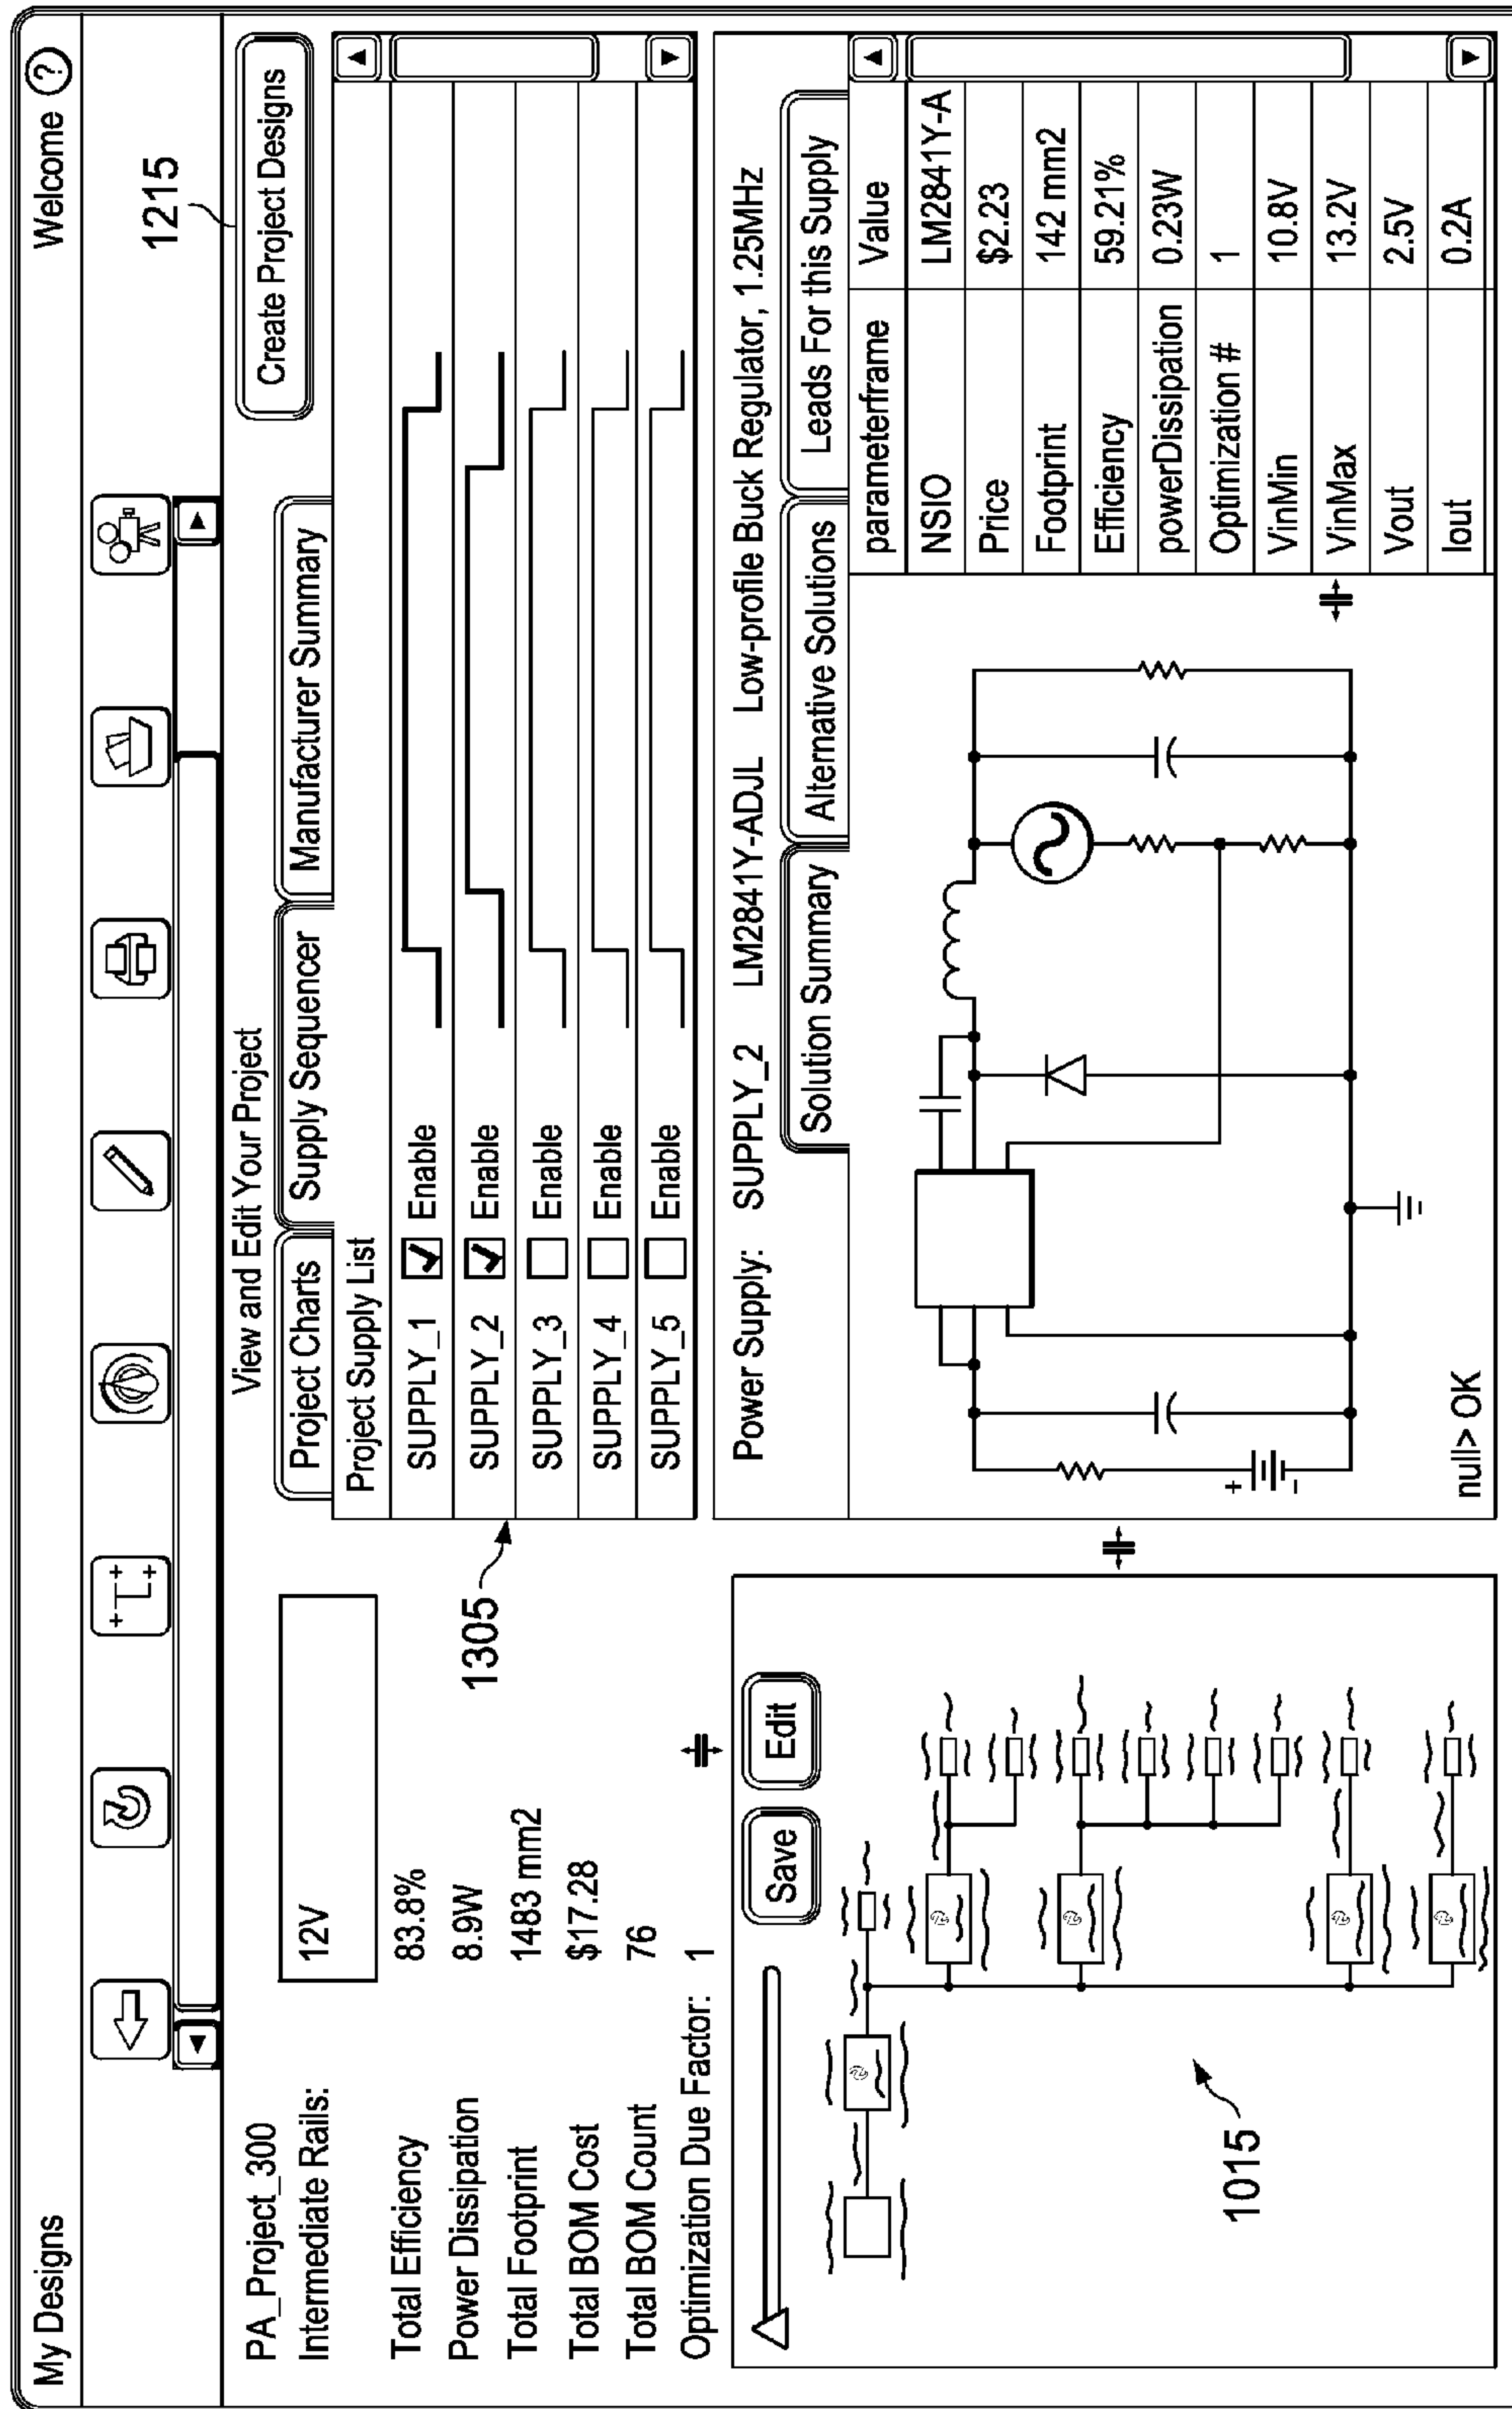 My Designs
Welcome ?
1215
PA_Project_300
View and Edit Your Project
Create Project Designs
Intermediate Rails: 12V
Project Charts Supply Sequencer Manufacturer Summary
Project Supply List
Total Efficiency 83.8%
SUPPLY_1 Enable
Power Dissipation 8.9W
SUPPLY_2 Enable
1305
Total Footprint 1483 mm2
SUPPLY_3 Enable
Total BOM Cost $17.28
SUPPLY_4 Enable
Total BOM Count 76
SUPPLY_5 Enable
Optimization Due Factor: 1
Power Supply: SUPPLY_2 LM2841Y-ADJL Low-profile Buck Regulator, 1.25MHz
Save Edit
Solution Summary Alternative Solutions Leads For this Supply
parameterframe Value
NSIO LM2841Y-A
Price $2.23
Footprint 142 mm2
Efficiency 59.21%
powerDissipation 0.23W
Optimization # 1
VinMin 10.8V
VinMax 13.2V
Vout 2.5V
Iout 0.2A
+
-
1015
null> OK